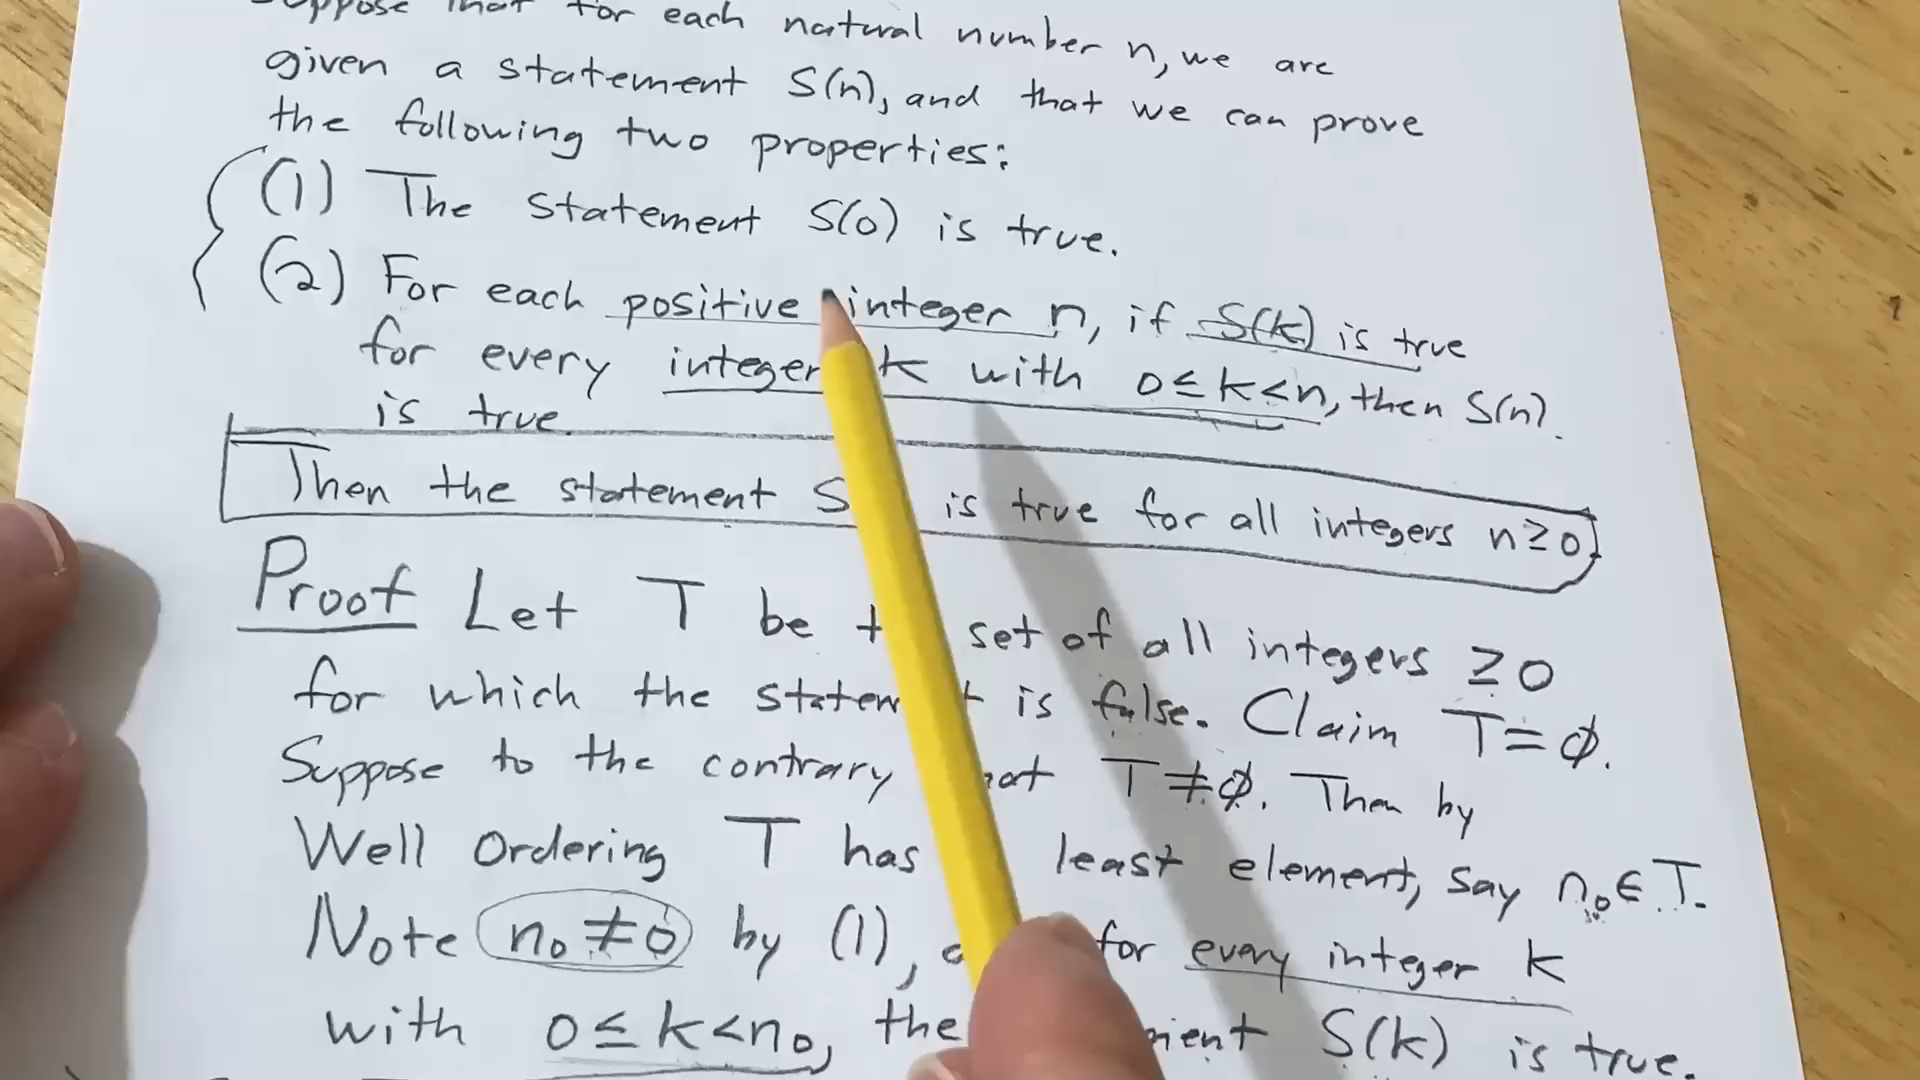 Suppose that for each natural number n, we are
given a statement S(n), and that we can prove
the following two properties:
(1) The statement S(0) is true.
(2) For each positive integer n, if S(k) is true
for every integer k with 0≤k<n, then S(n).
is true.
Then the statement S is true for all integers n≥0
Proof Let T be set of all integers ≥0
for which the is false. Claim T=∅.
Suppose to the contrary T≠∅. Then by
Well Ordering T has least element, say n₀∈T.
Note n₀≠0 by (1), for every integer k
with 0≤k<n₀, S(k) is true.